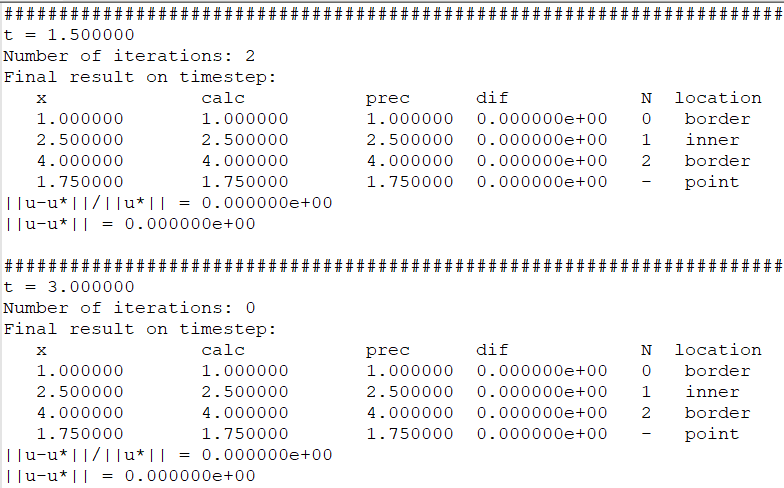 ########################################################################
t = 1.500000
Number of iterations: 2
Final result on timestep:
x calc prec dif N location
1.000000 1.000000 1.000000 0.000000e+00 0 border
2.500000 2.500000 2.500000 0.000000e+00 1 inner
4.000000 4.000000 4.000000 0.000000e+00 2 border
1.750000 1.750000 1.750000 0.000000e+00 - point
||u-u*||/||u*|| = 0.000000e+00
||u-u*|| = 0.000000e+00
########################################################################
t = 3.000000
Number of iterations: 0
Final result on timestep:
x calc prec dif N location
1.000000 1.000000 1.000000 0.000000e+00 0 border
2.500000 2.500000 2.500000 0.000000e+00 1 inner
4.000000 4.000000 4.000000 0.000000e+00 2 border
1.750000 1.750000 1.750000 0.000000e+00 - point
||u-u*||/||u*|| = 0.000000e+00
||u-u*|| = 0.000000e+00